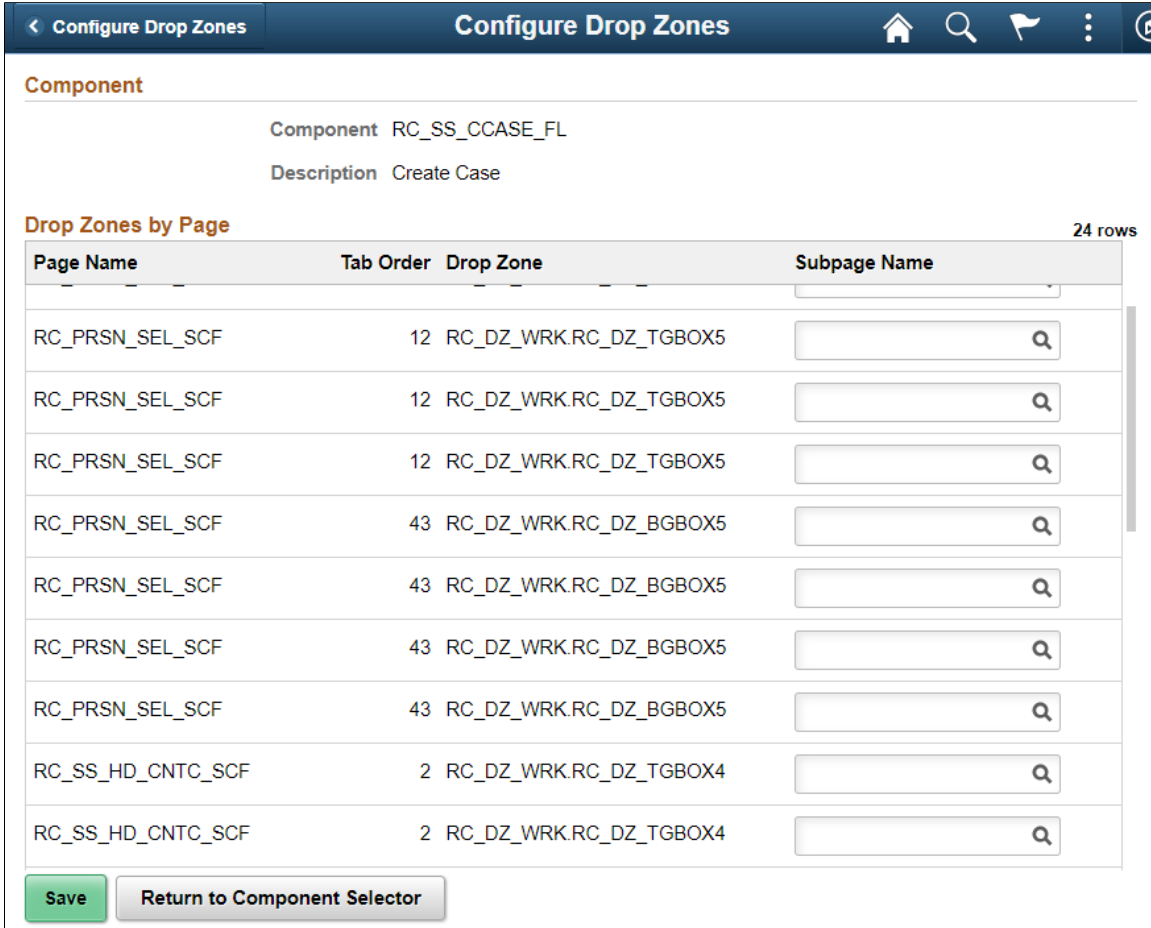 Configure Drop Zones Configure Drop Zones
Component
Component RC_SS_CCASE_FL
Description Create Case
Drop Zones by Page 24 rows
Page Name Tab Order Drop Zone Subpage Name
RC_PRSN_SEL_SCF 12 RC_DZ_WRK.RC_DZ_TGBOX5
RC_PRSN_SEL_SCF 12 RC_DZ_WRK.RC_DZ_TGBOX5
RC_PRSN_SEL_SCF 12 RC_DZ_WRK.RC_DZ_TGBOX5
RC_PRSN_SEL_SCF 43 RC_DZ_WRK.RC_DZ_BGBOX5
RC_PRSN_SEL_SCF 43 RC_DZ_WRK.RC_DZ_BGBOX5
RC_PRSN_SEL_SCF 43 RC_DZ_WRK.RC_DZ_BGBOX5
RC_PRSN_SEL_SCF 43 RC_DZ_WRK.RC_DZ_BGBOX5
RC_SS_HD_CNTC_SCF 2 RC_DZ_WRK.RC_DZ_TGBOX4
RC_SS_HD_CNTC_SCF 2 RC_DZ_WRK.RC_DZ_TGBOX4
Save Return to Component Selector